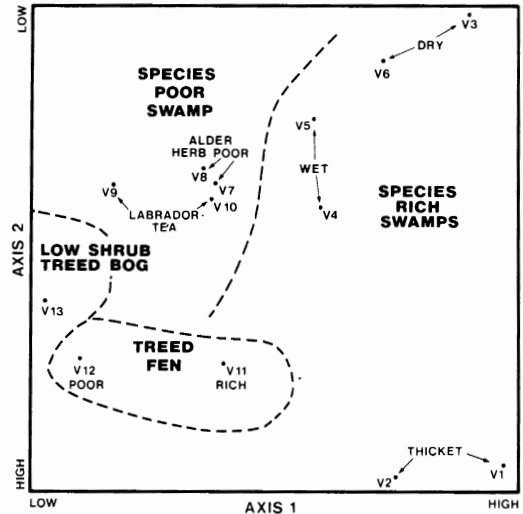 LOW
V3
DRY
V6
SPECIES
POOR
SWAMP
V5
ALDER
HERB POOR
WET
V8
V7
V9
V10
LABRADOR-
TEA
V4
SPECIES
RICH
SWAMPS
AXIS 2
LOW SHRUB
TREED BOG
V13
TREED
FEN
V12
POOR
V11
RICH
THICKET
V2
V1
HIGH
LOW
AXIS 1
HIGH